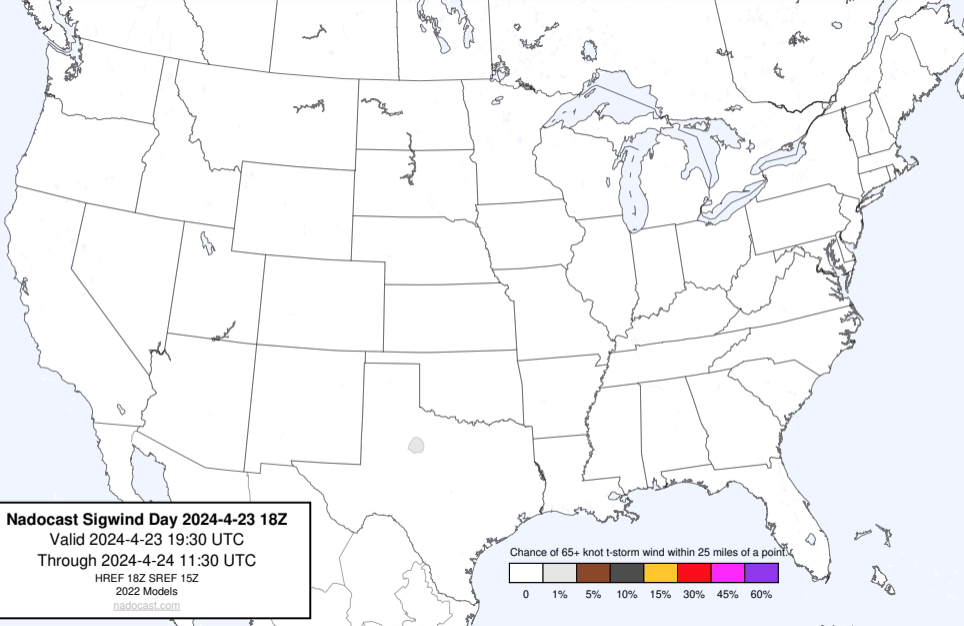 Nadocast Sigwind Day 2024-4-23 18Z
Valid 2024-4-23 19:30 UTC
Through 2024-4-24 11:30 UTC
HREF 18Z SREF 15Z
2022 Models
nadocast.com
Chance of 65+ knot t-storm wind within 25 miles of a point.
0 1% 5% 10% 15% 30% 45% 60%